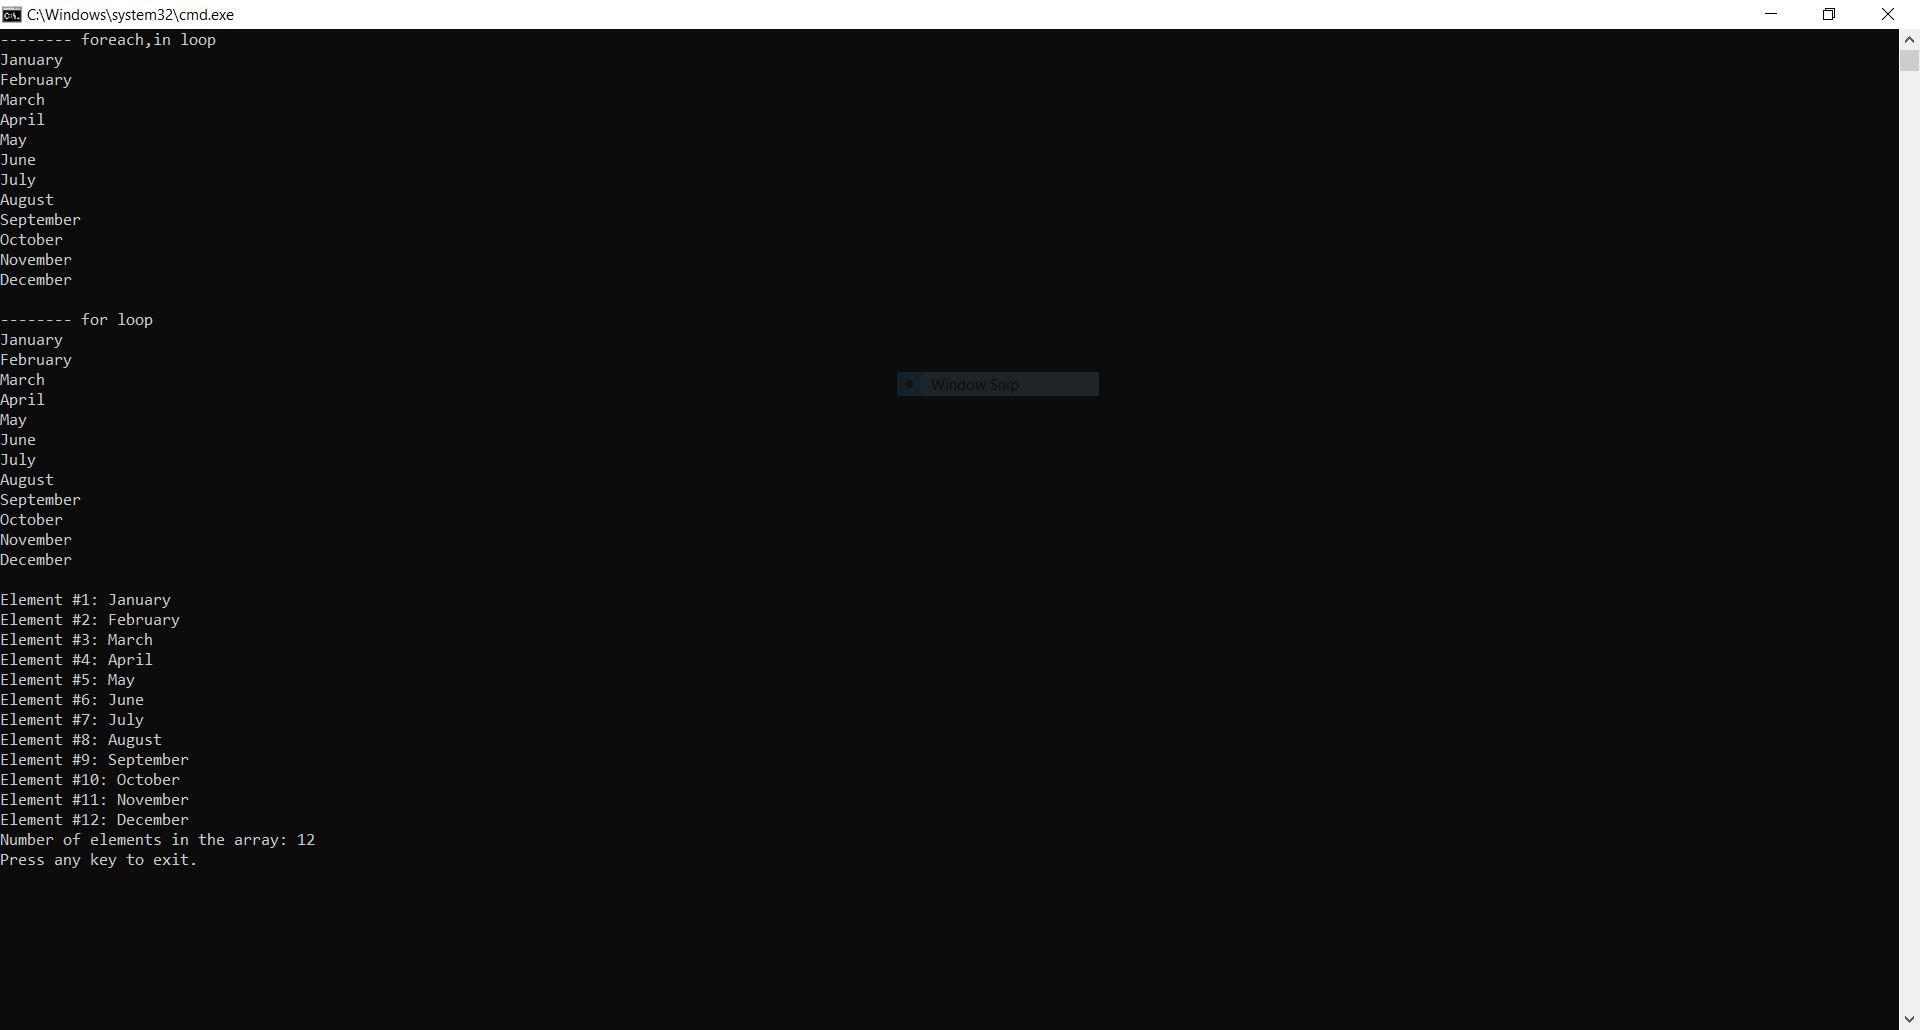 C:\Windows\system32\cmd.exe
-------- foreach,in loop
January
February
March
April
May
June
July
August
September
October
November
December
-------- for loop
January
February
March
April
May
June
July
August
September
October
November
December
Window Snip
Element #1: January
Element #2: February
Element #3: March
Element #4: April
Element #5: May
Element #6: June
Element #7: July
Element #8: August
Element #9: September
Element #10: October
Element #11: November
Element #12: December
Number of elements in the array: 12
Press any key to exit.